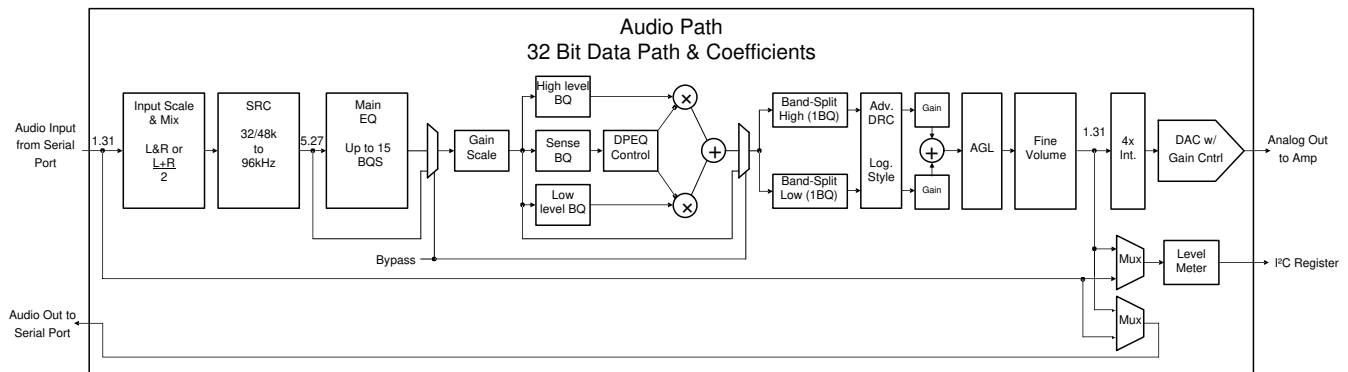 Audio Path
32 Bit Data Path & Coefficients
Audio Input
from Serial
Port
1.31
Input Scale
& Mix
L&R or
L+R
2
SRC
32/48k
to
96kHz
5.27
Main
EQ
Up to 15
BQS
Gain
Scale
High level
BQ
Sense
BQ
Low
level BQ
DPEQ
Control
×
×
+
Bypass
Band-Split
High (1BQ)
Band-Split
Low (1BQ)
Adv.
DRC
Log.
Style
Gain
+
Gain
AGL
Fine
Volume
1.31
4x
Int.
DAC w/
Gain Cntrl
Analog Out
to Amp
Mux
Level
Meter
I²C Register
Mux
Audio Out to
Serial Port